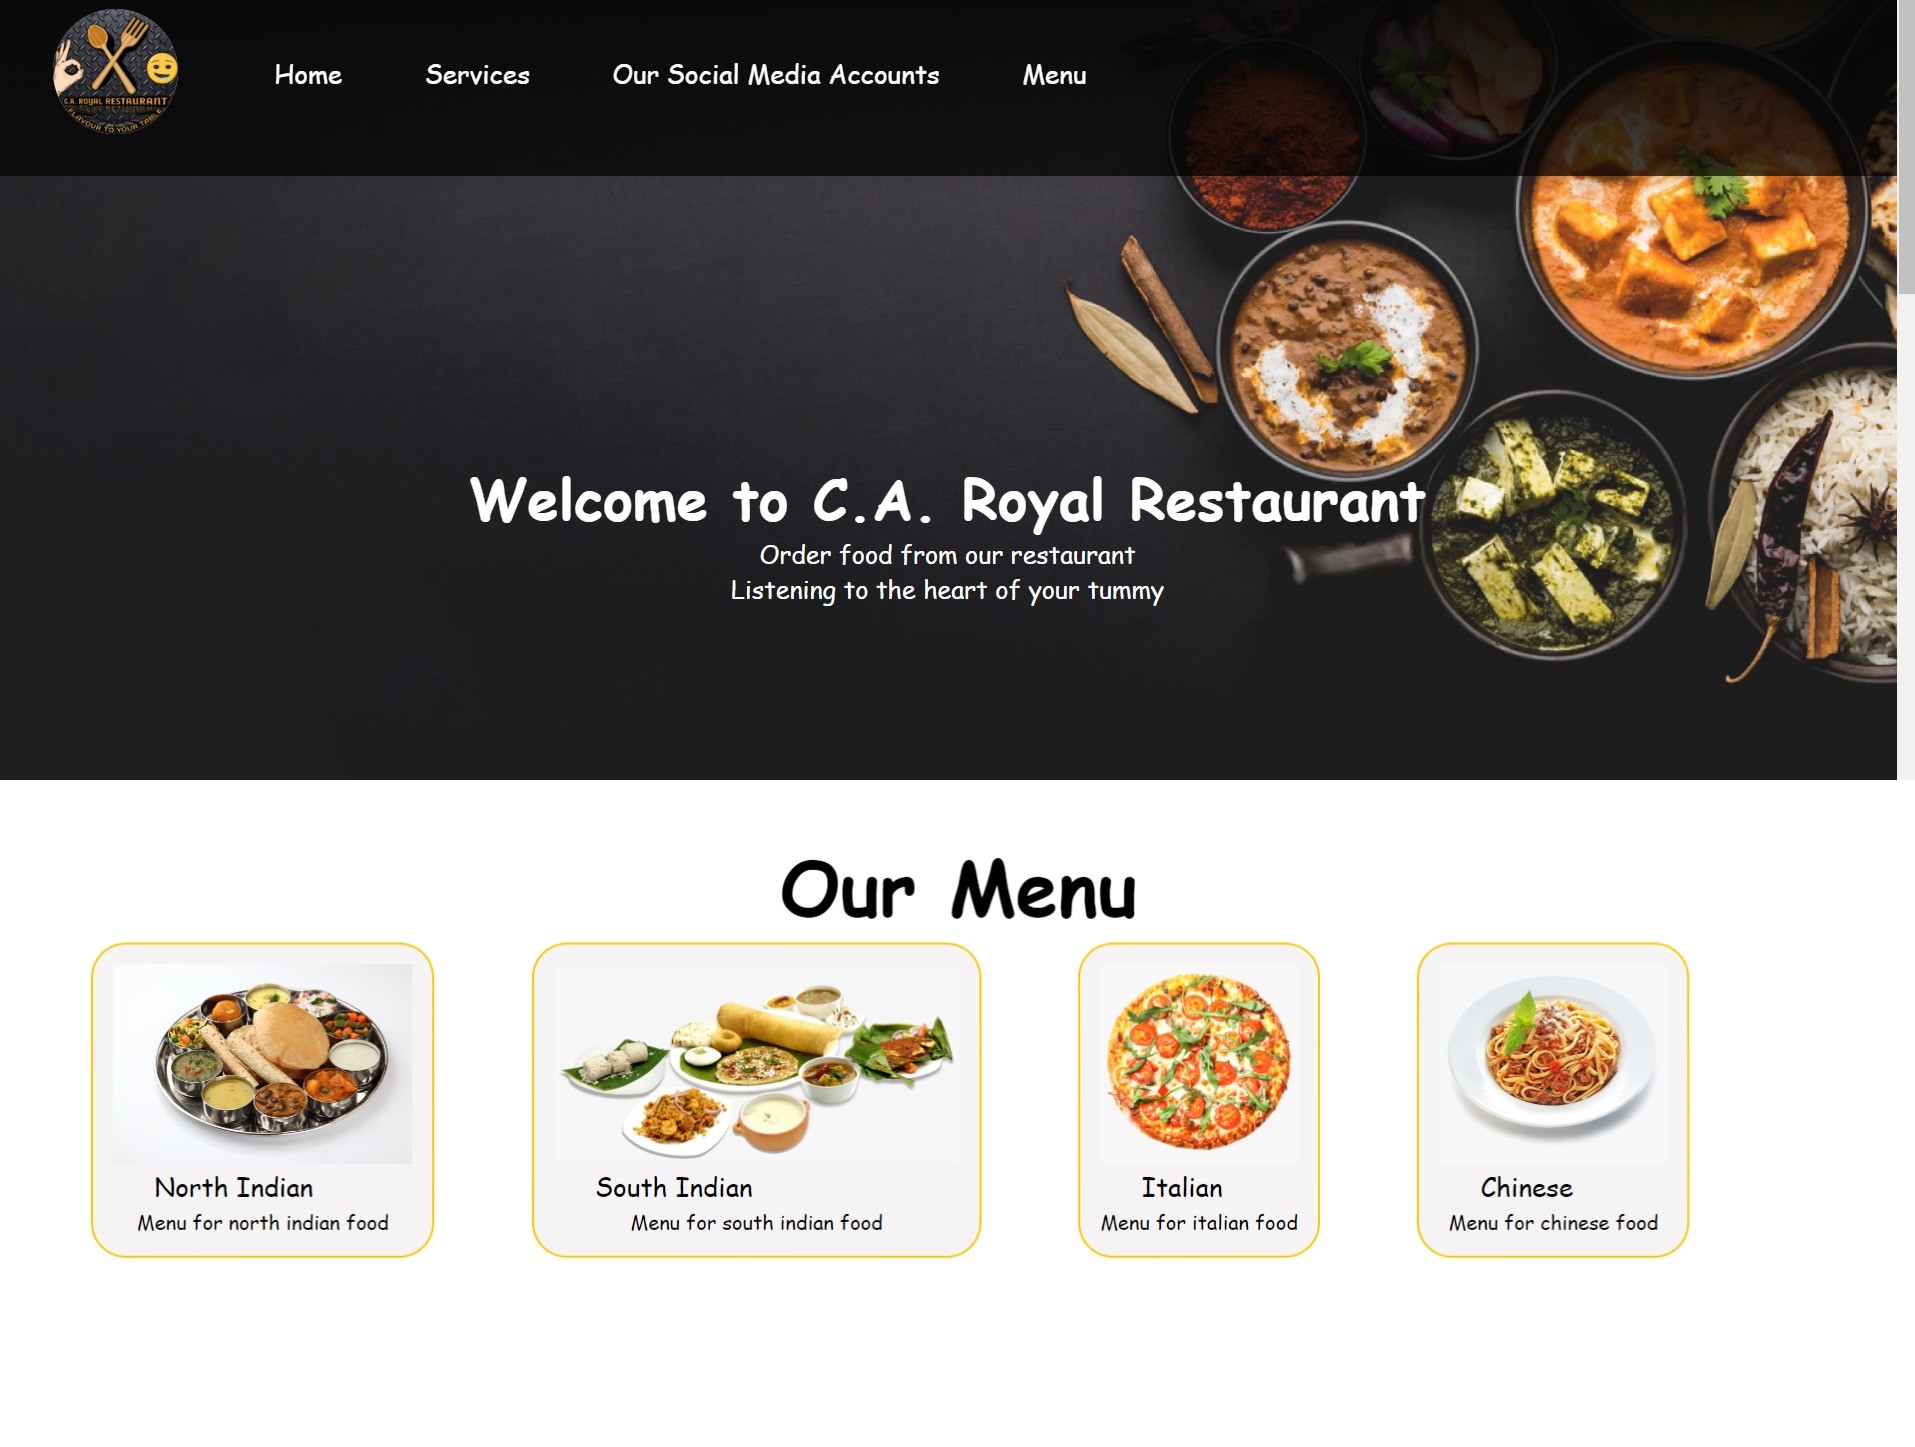 C.A. ROYAL RESTAURANT
FLAVOUR TO YOUR TABLE
Home Services Our Social Media Accounts Menu
Welcome to C.A. Royal Restaurant
Order food from our restaurant
Listening to the heart of your tummy
Our Menu
North Indian
Menu for north indian food
South Indian
Menu for south indian food
Italian
Menu for italian food
Chinese
Menu for chinese food